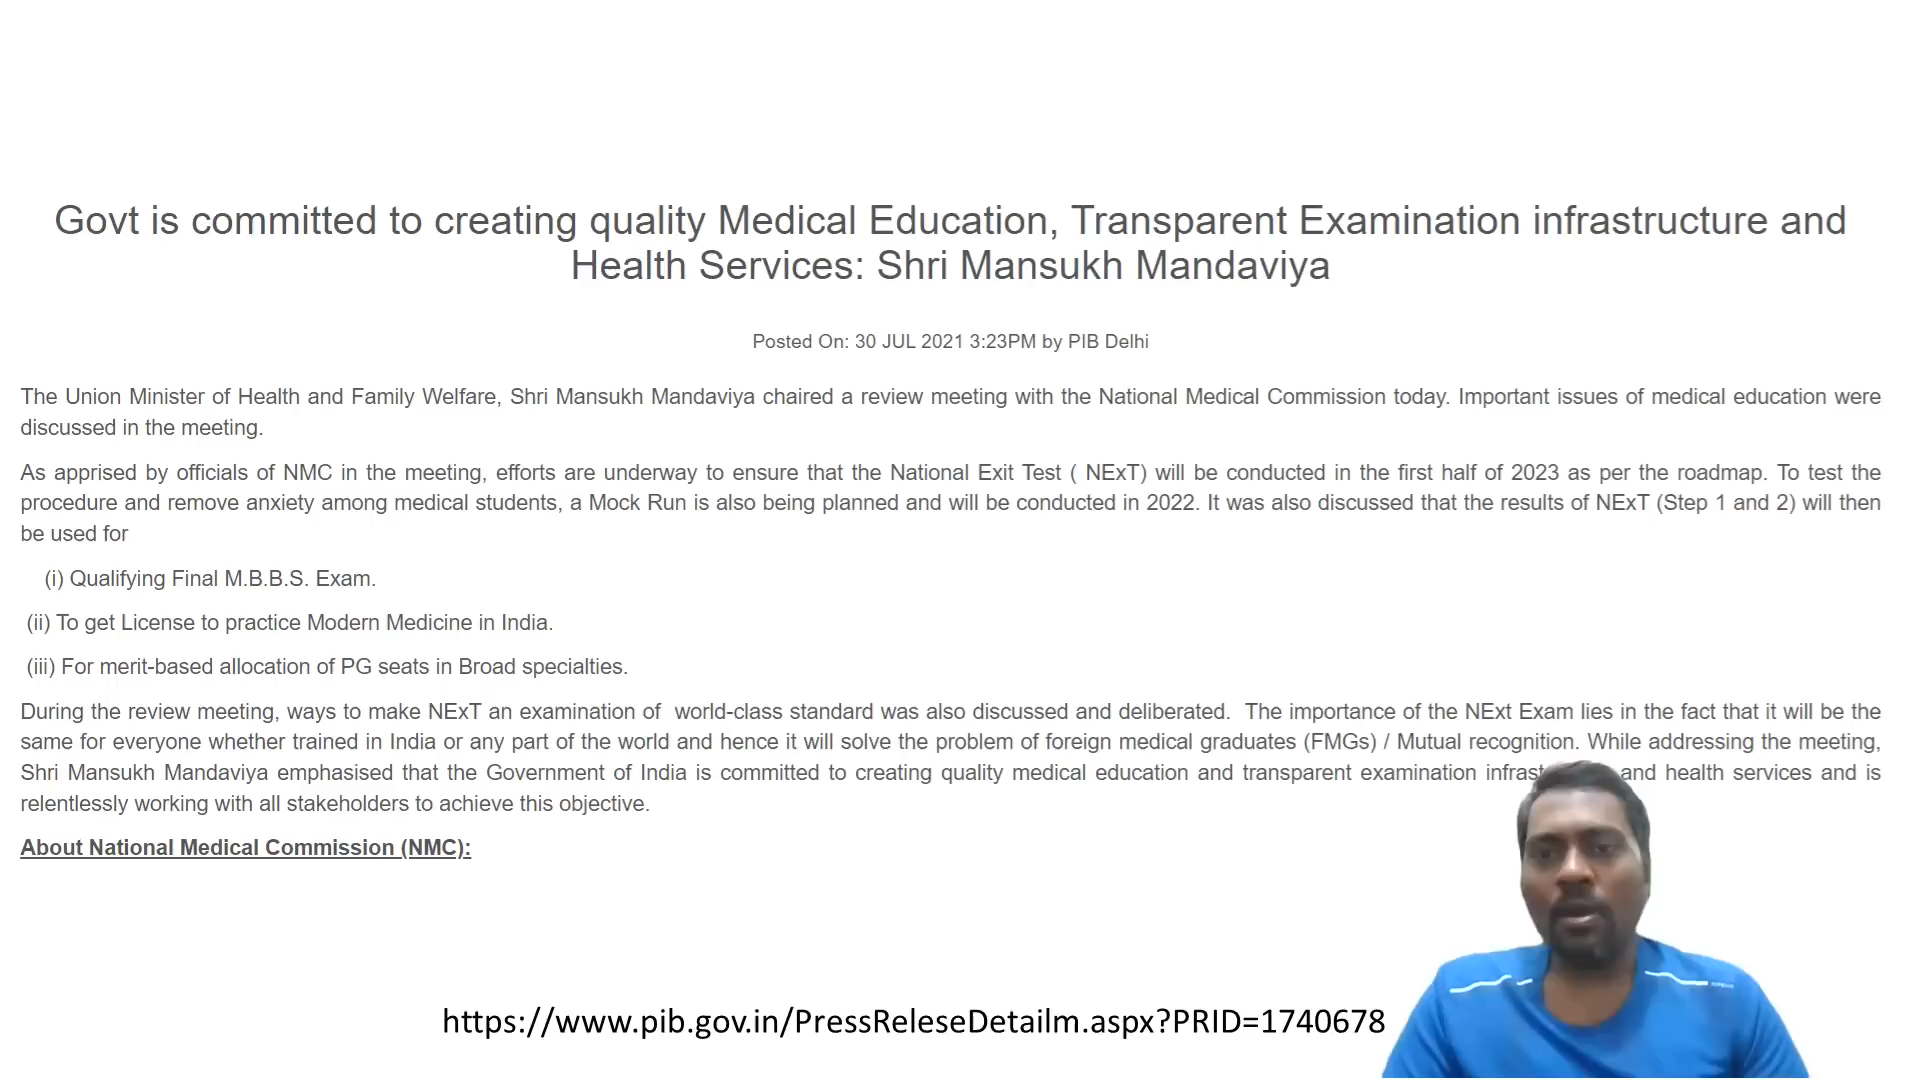 Govt is committed to creating quality Medical Education, Transparent Examination infrastructure and
Health Services: Shri Mansukh Mandaviya
Posted On: 30 JUL 2021 3:23PM by PIB Delhi
The Union Minister of Health and Family Welfare, Shri Mansukh Mandaviya chaired a review meeting with the National Medical Commission today. Important issues of medical education were
discussed in the meeting.
As apprised by officials of NMC in the meeting, efforts are underway to ensure that the National Exit Test ( NExT) will be conducted in the first half of 2023 as per the roadmap. To test the
procedure and remove anxiety among medical students, a Mock Run is also being planned and will be conducted in 2022. It was also discussed that the results of NExT (Step 1 and 2) will then
be used for
(i) Qualifying Final M.B.B.S. Exam.
(ii) To get License to practice Modern Medicine in India.
(iii) For merit-based allocation of PG seats in Broad specialties.
During the review meeting, ways to make NExT an examination of world-class standard was also discussed and deliberated. The importance of the NExt Exam lies in the fact that it will be the
same for everyone whether trained in India or any part of the world and hence it will solve the problem of foreign medical graduates (FMGs) / Mutual recognition. While addressing the meeting,
Shri Mansukh Mandaviya emphasised that the Government of India is committed to creating quality medical education and transparent examination and health services and is
relentlessly working with all stakeholders to achieve this objective.
About National Medical Commission (NMC):
https://www.pib.gov.in/PressReleseDetailm.aspx?PRID=1740678